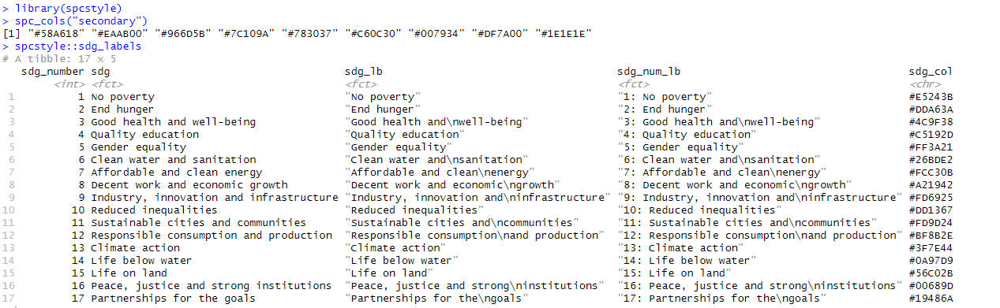 > library(spcstyle)
> spc_cols("secondary")
[1] "#58A618" "#EAAB00" "#966D5B" "#7C109A" "#783037" "#C60C30" "#007934" "#DF7A00" "#1E1E1E"
> spcstyle::sdg_labels
# A tibble: 17 x 5
   sdg_number sdg                                     sdg_lb                                     sdg_num_lb                                     sdg_col
        <int> <fct>                                   <fct>                                      <fct>                                          <chr>
 1          1 No poverty                              "No poverty"                               "1: No poverty"                                #E5243B
 2          2 End hunger                              "End hunger"                               "2: End hunger"                                #DDA63A
 3          3 Good health and well-being              "Good health and\nwell-being"              "3: Good health and\nwell-being"               #4C9F38
 4          4 Quality education                       "Quality education"                        "4: Quality education"                         #C5192D
 5          5 Gender equality                         "Gender equality"                          "5: Gender equality"                           #FF3A21
 6          6 Clean water and sanitation              "Clean water and\nsanitation"              "6: Clean water and\nsanitation"               #26BDE2
 7          7 Affordable and clean energy             "Affordable and clean\nenergy"             "7: Affordable and clean\nenergy"              #FCC30B
 8          8 Decent work and economic growth         "Decent work and economic\ngrowth"         "8: Decent work and economic\ngrowth"          #A21942
 9          9 Industry, innovation and infrastructure "Industry, innovation and\ninfrastructure" "9: Industry, innovation and\ninfrastructure"  #FD6925
10         10 Reduced inequalities                    "Reduced inequalities"                     "10: Reduced inequalities"                     #DD1367
11         11 Sustainable cities and communities      "Sustainable cities and\ncommunities"      "11: Sustainable cities and\ncommunities"      #FD9D24
12         12 Responsible consumption and production  "Responsible consumption\nand production"  "12: Responsible consumption\nand production"  #BF8B2E
13         13 Climate action                          "Climate action"                           "13: Climate action"                           #3F7E44
14         14 Life below water                        "Life below water"                         "14: Life below water"                         #0A97D9
15         15 Life on land                            "Life on land"                             "15: Life on land"                             #56C02B
16         16 Peace, justice and strong institutions  "Peace, justice and strong\ninstitutions"  "16: Peace, justice and strong\ninstitutions"  #00689D
17         17 Partnerships for the goals              "Partnerships for the\ngoals"              "17: Partnerships for the\ngoals"              #19486A